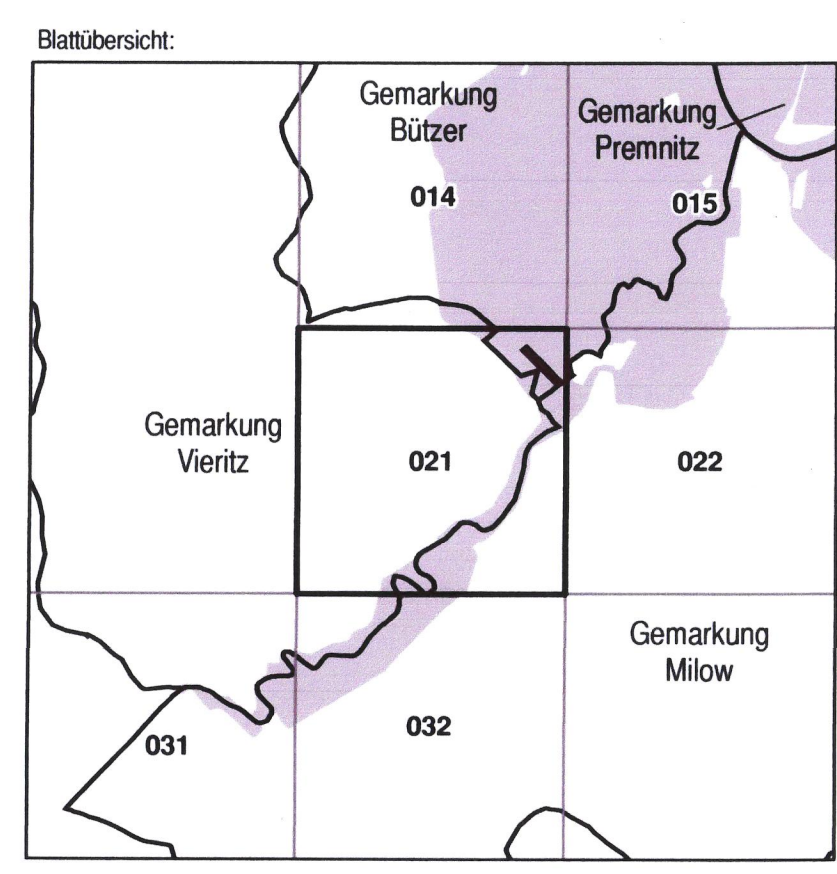 Blattübersicht:
Gemarkung
Bützer
014
Gemarkung
Premnitz
015
Gemarkung
Vieritz
021
022
Gemarkung
Milow
031
032